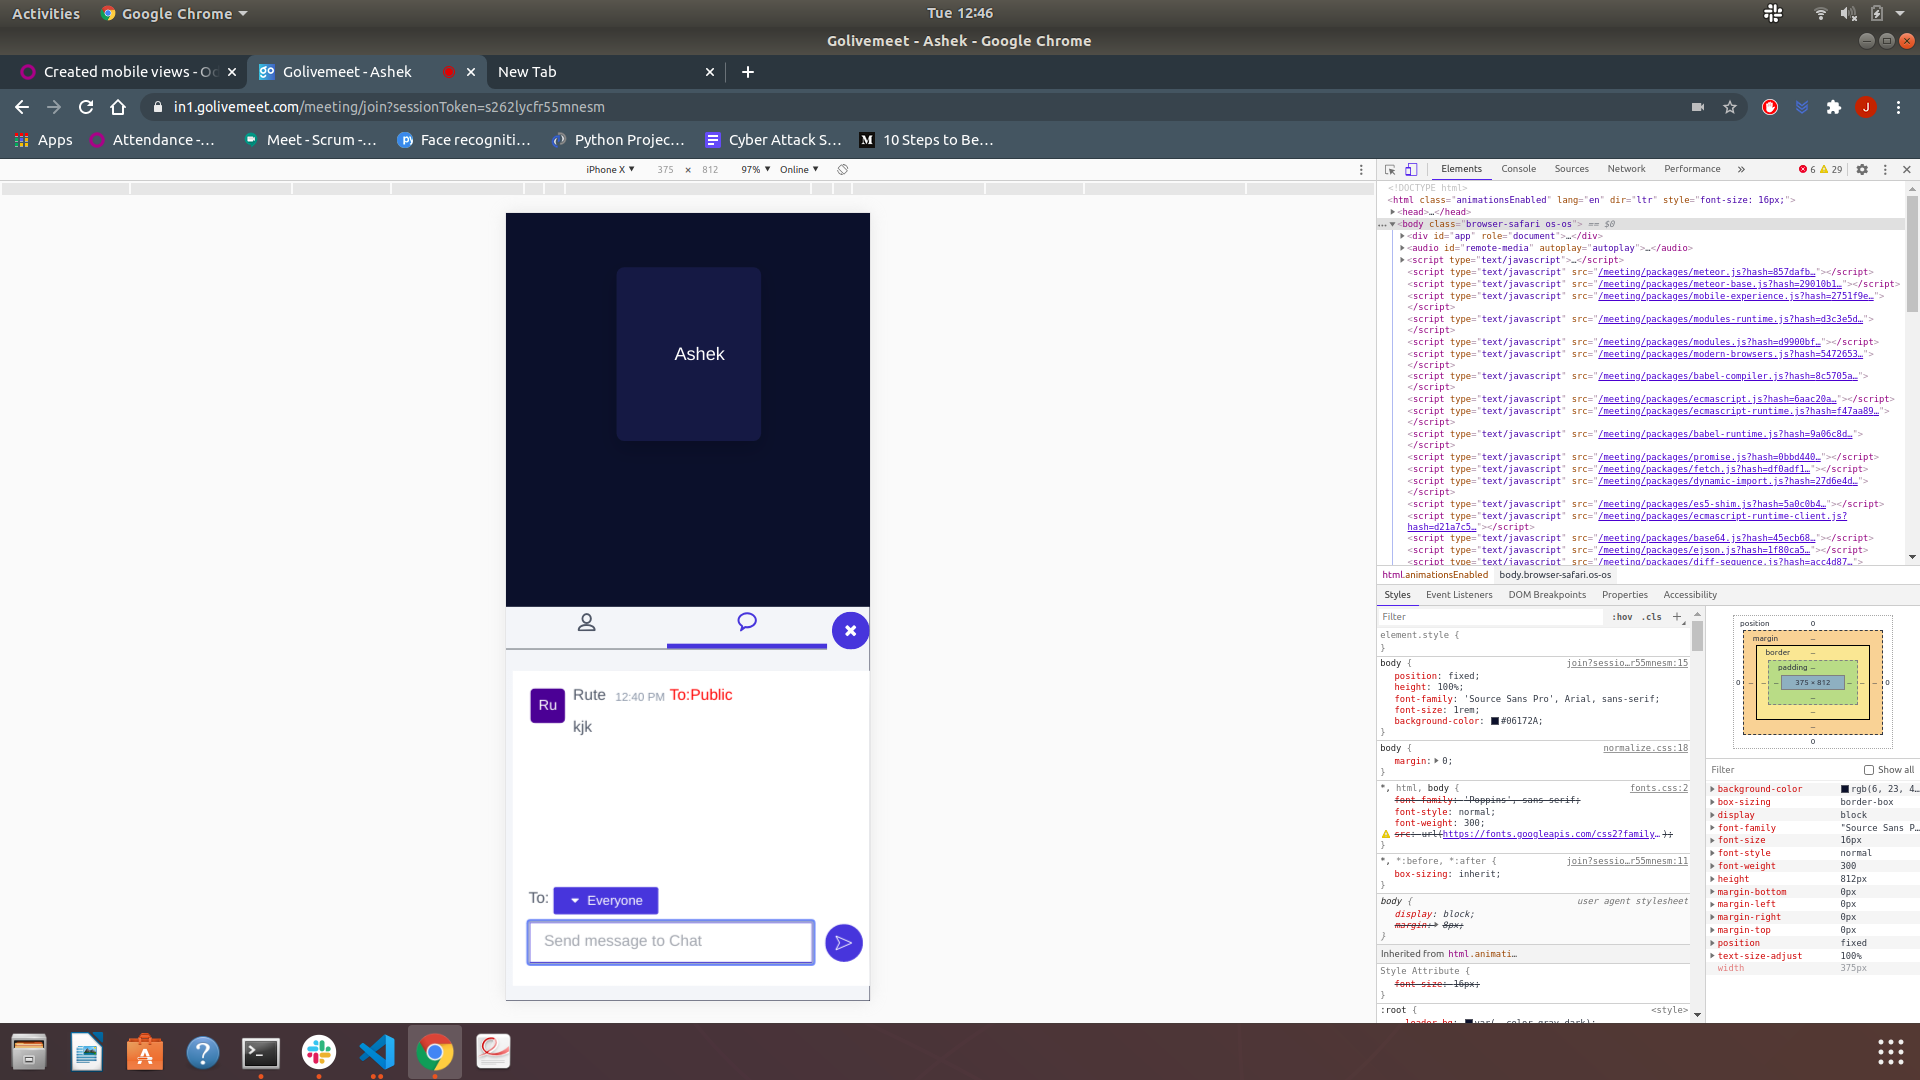 Activities
Google Chrome
Tue 12:46
Golivemeet - Ashek - Google Chrome
Created mobile views - Od
Golivemeet - Ashek
New Tab
in1.golivemeet.com/meeting/join?sessionToken=s262lycfr55mnesm
J
Apps
Attendance -...
Meet - Scrum -...
Face recogniti...
Python Projec...
Cyber Attack S...
10 Steps to Be...
iPhone X 375 × 812 97% Online
Elements Console Sources Network Performance » 6 29
<!DOCTYPE html>
<html class="animationsEnabled" lang="en" dir="ltr" style="font-size: 16px;">
<head>…</head>
<body class="browser-safari os-os"> == $0
<div id="app" role="document">…</div>
<audio id="remote-media" autoplay="autoplay">…</audio>
<script type="text/javascript">…</script>
<script type="text/javascript" src="/meeting/packages/meteor.js?hash=857dafb…"></script>
<script type="text/javascript" src="/meeting/packages/meteor-base.js?hash=29010b1…"></script>
<script type="text/javascript" src="/meeting/packages/mobile-experience.js?hash=2751f9e…">
</script>
<script type="text/javascript" src="/meeting/packages/modules-runtime.js?hash=d3c3e5d…">
</script>
<script type="text/javascript" src="/meeting/packages/modules.js?hash=d9900bf…"></script>
<script type="text/javascript" src="/meeting/packages/modern-browsers.js?hash=5472653…">
</script>
<script type="text/javascript" src="/meeting/packages/babel-compiler.js?hash=8c5705a…">
</script>
<script type="text/javascript" src="/meeting/packages/ecmascript.js?hash=6aac20a…"></script>
<script type="text/javascript" src="/meeting/packages/ecmascript-runtime.js?hash=f47aa89…">
</script>
<script type="text/javascript" src="/meeting/packages/babel-runtime.js?hash=9a06c8d…">
</script>
<script type="text/javascript" src="/meeting/packages/promise.js?hash=0bbd440…"></script>
<script type="text/javascript" src="/meeting/packages/fetch.js?hash=df0adf1…"></script>
<script type="text/javascript" src="/meeting/packages/dynamic-import.js?hash=27d6e4d…">
</script>
<script type="text/javascript" src="/meeting/packages/es5-shim.js?hash=5a0c0b4…"></script>
<script type="text/javascript" src="/meeting/packages/ecmascript-runtime-client.js?
hash=d21a7c5…"></script>
<script type="text/javascript" src="/meeting/packages/base64.js?hash=45ecb68…"></script>
<script type="text/javascript" src="/meeting/packages/ejson.js?hash=1f80ca5…"></script>
<script type="text/javascript" src="/meeting/packages/diff-sequence.js?hash=acc4d87…">
html.animationsEnabled body.browser-safari.os-os
Styles Event Listeners DOM Breakpoints Properties Accessibility
Filter :hov .cls +
element.style {
}
body { join?sessio…r55mnesm:15
position: fixed;
height: 100%;
font-family: 'Source Sans Pro', Arial, sans-serif;
font-size: 1rem;
background-color: #06172A;
}
body { normalize.css:18
margin: 0;
}
*, html, body { fonts.css:2
font-family: 'Poppins', sans-serif;
font-style: normal;
font-weight: 300;
src: url(https://fonts.googleapis.com/css2?family… );
}
*, *:before, *:after { join?sessio…r55mnesm:11
box-sizing: inherit;
}
body { user agent stylesheet
display: block;
margin: 8px;
}
Inherited from html.animati…
Style Attribute {
font-size: 16px;
}
:root { <style>
--loader-bg: var(--color-gray-dark);
position 0
margin –
border –
padding –
0 – – – 375 × 812 – – – 0
–
–
–
0
Filter Show all
background-color rgb(6, 23, 4…
box-sizing border-box
display block
font-family "Source Sans P…
font-size 16px
font-style normal
font-weight 300
height 812px
margin-bottom 0px
margin-left 0px
margin-right 0px
margin-top 0px
position fixed
text-size-adjust 100%
width 375px
Ashek
Ru
Rute 12:40 PM To:Public
kjk
To: Everyone
Send message to Chat